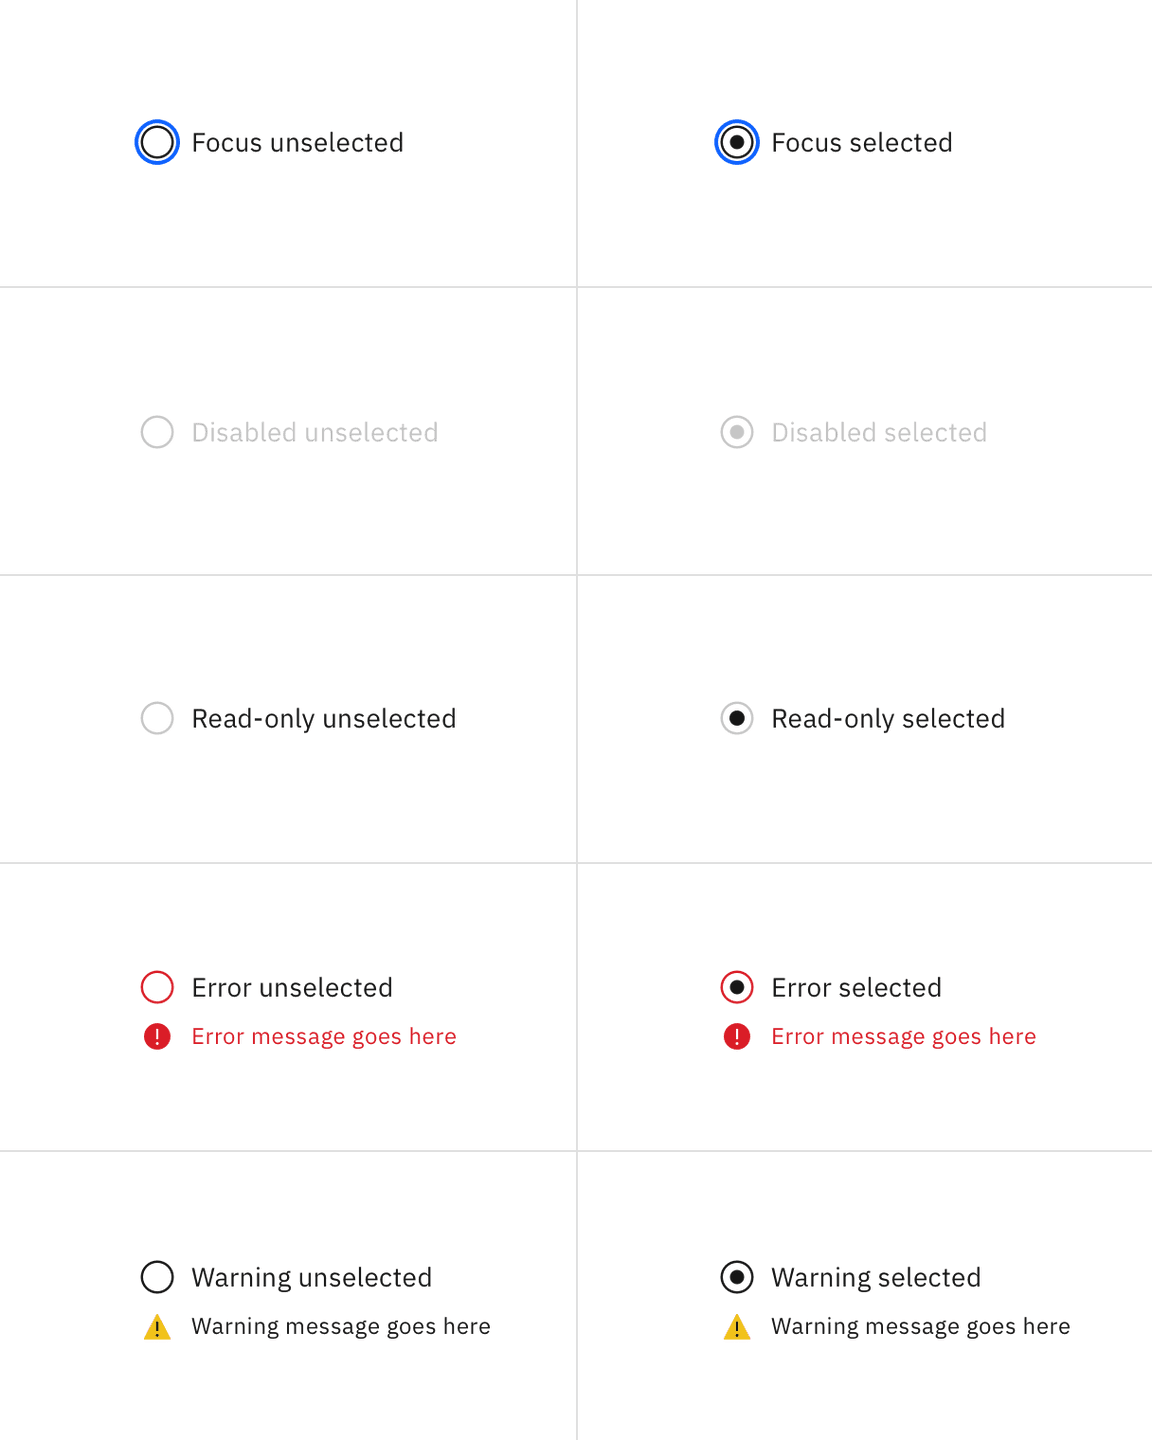 Focus unselected
Focus selected
Disabled unselected
Disabled selected
Read-only unselected
Read-only selected
Error unselected
Error message goes here
Error selected
Error message goes here
Warning unselected
Warning message goes here
Warning selected
Warning message goes here